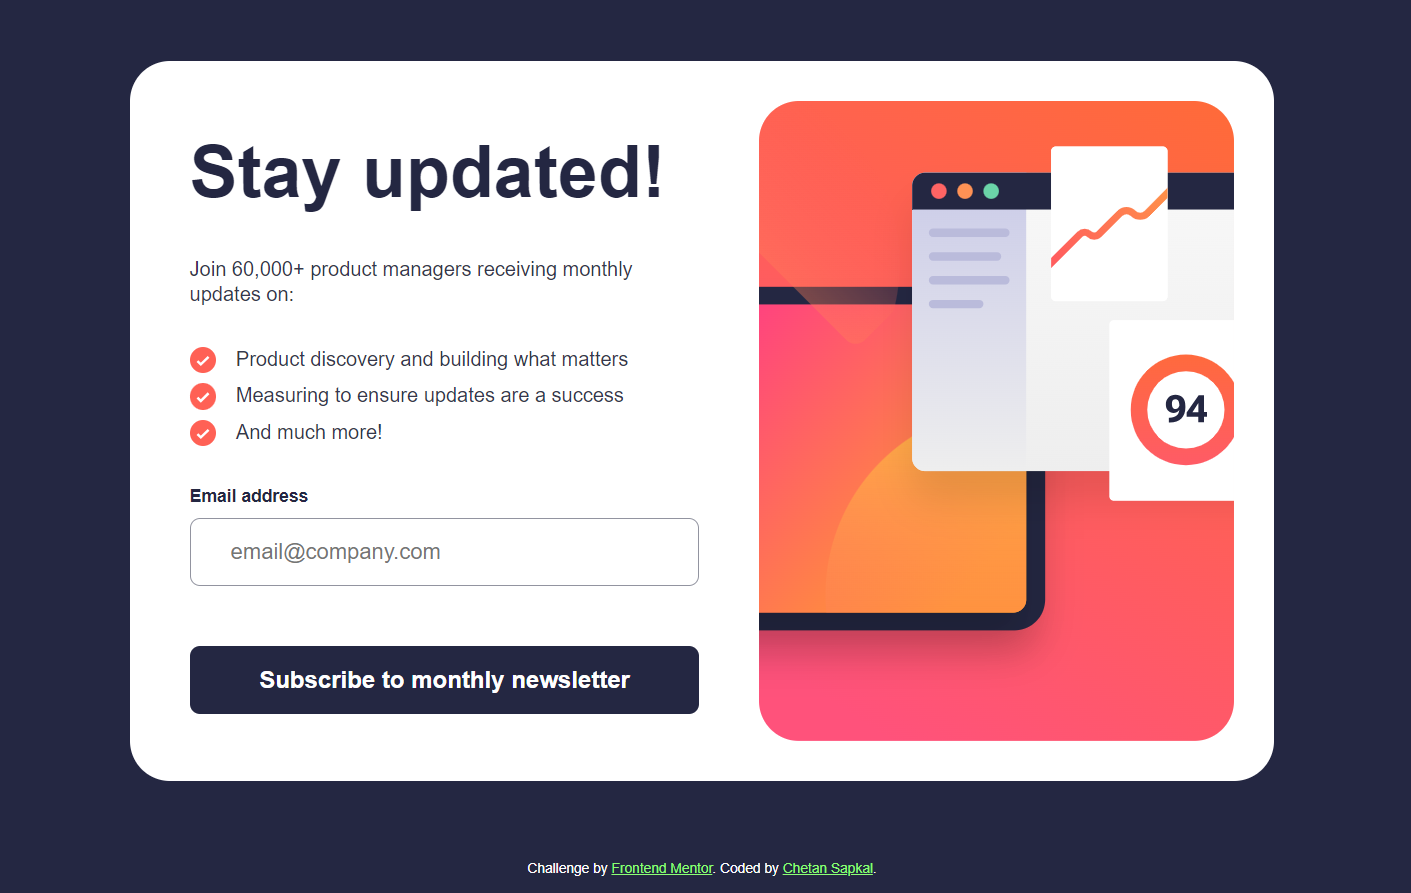 Stay updated!
Join 60,000+ product managers receiving monthly
updates on:
Product discovery and building what matters
Measuring to ensure updates are a success
And much more!
Email address
email@company.com
Subscribe to monthly newsletter
94
Challenge by Frontend Mentor. Coded by Chetan Sapkal.